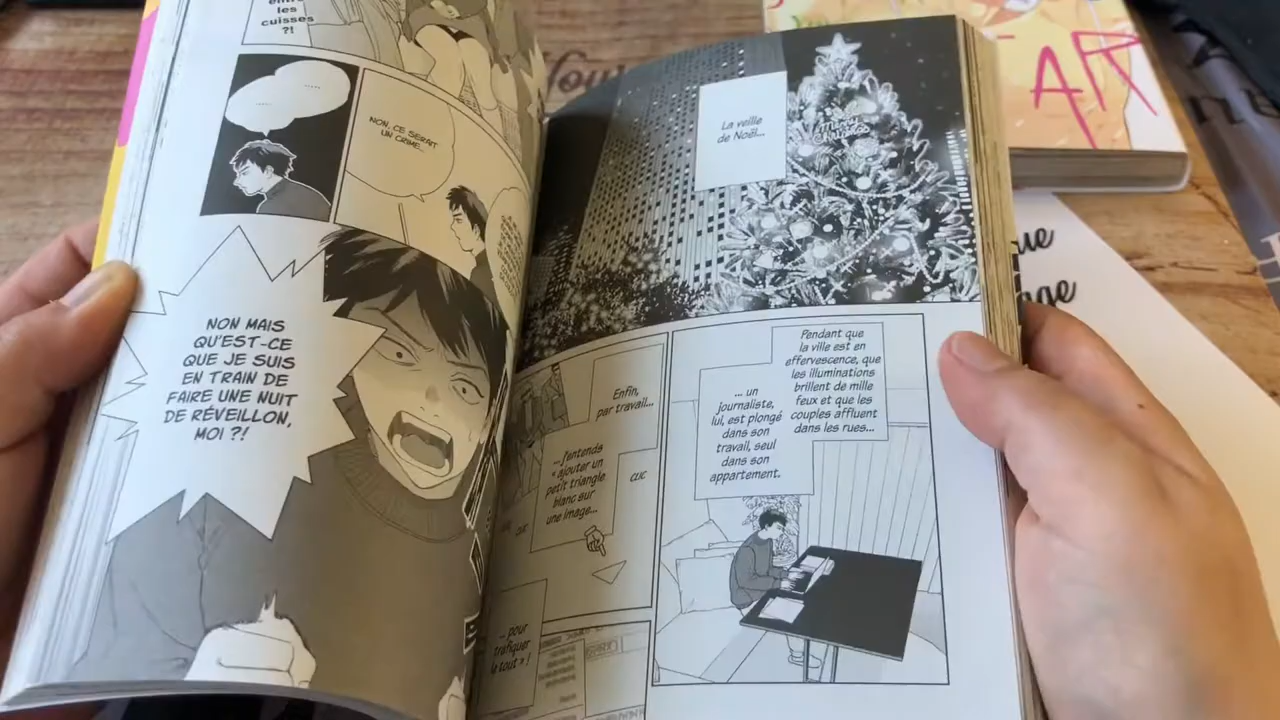 entre
les
cuisses
?!
......
....
NON, CE SERAIT
UN CRIME...
NON MAIS
QU'EST-CE
QUE JE SUIS
EN TRAIN DE
FAIRE UNE NUIT
DE RÉVEILLON,
MOI ?!
La veille
de Noël...
Pendant que
la ville est en
effervescence, que
les illuminations
brillent de mille
feux et que les
couples affluent
dans les rues...
... un
journaliste,
lui, est plongé
dans son
travail, seul
dans son
appartement.
Enfin,
par travail...
... j'entends
« ajouter un
petit triangle
blanc sur
une image...
CLIC
CLIC
... pour
trafiquer
le tout » !